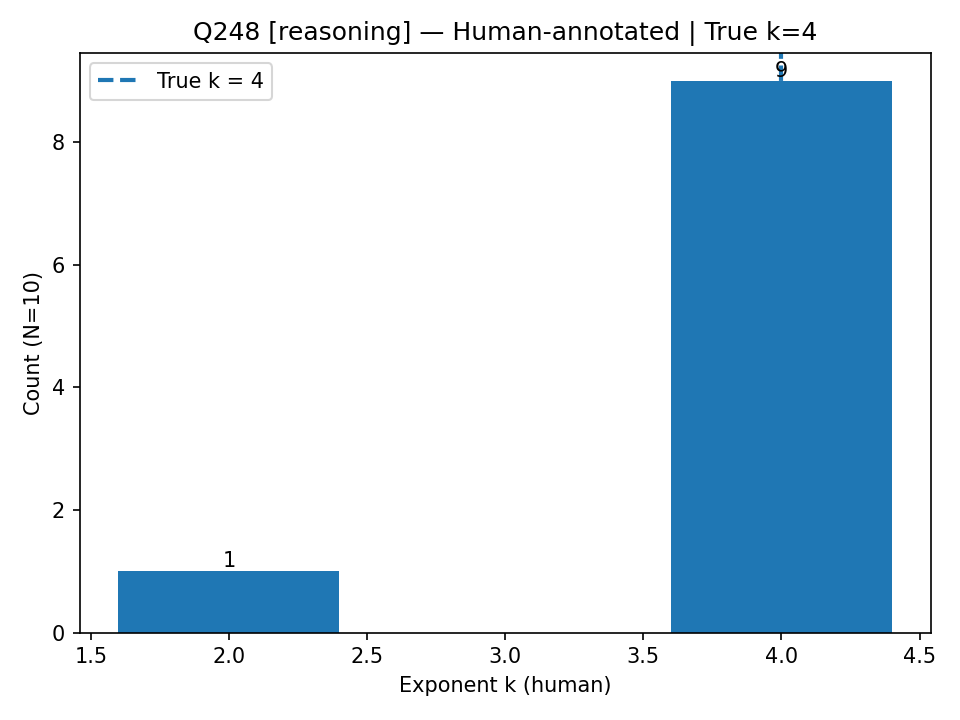 Q248 [reasoning] — Human-annotated | True k=4
True k = 4
9
8
6
4
2
0
1
1.5 2.0 2.5 3.0 3.5 4.0 4.5
Exponent k (human)
Count (N=10)